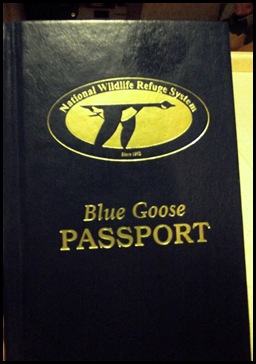 National Wildlife Refuge System
Since 1903
Blue Goose
PASSPORT